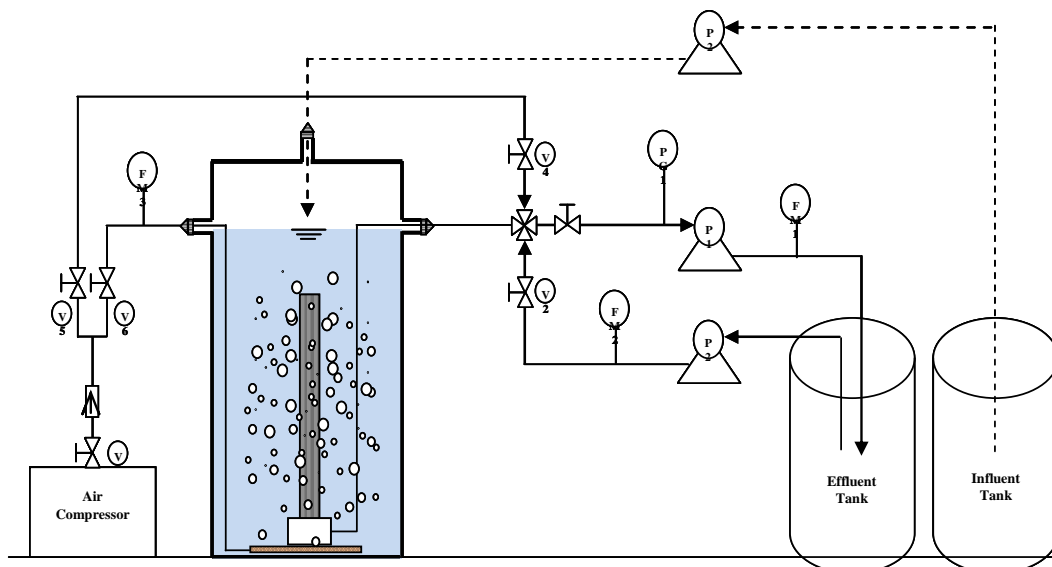 P
2
F
M
3
V
4
P
G
1
F
M
1
P
1
V
5
V
6
V
2
F
M
2
P
2
V
Air
Compressor
Effluent
Tank
Influent
Tank